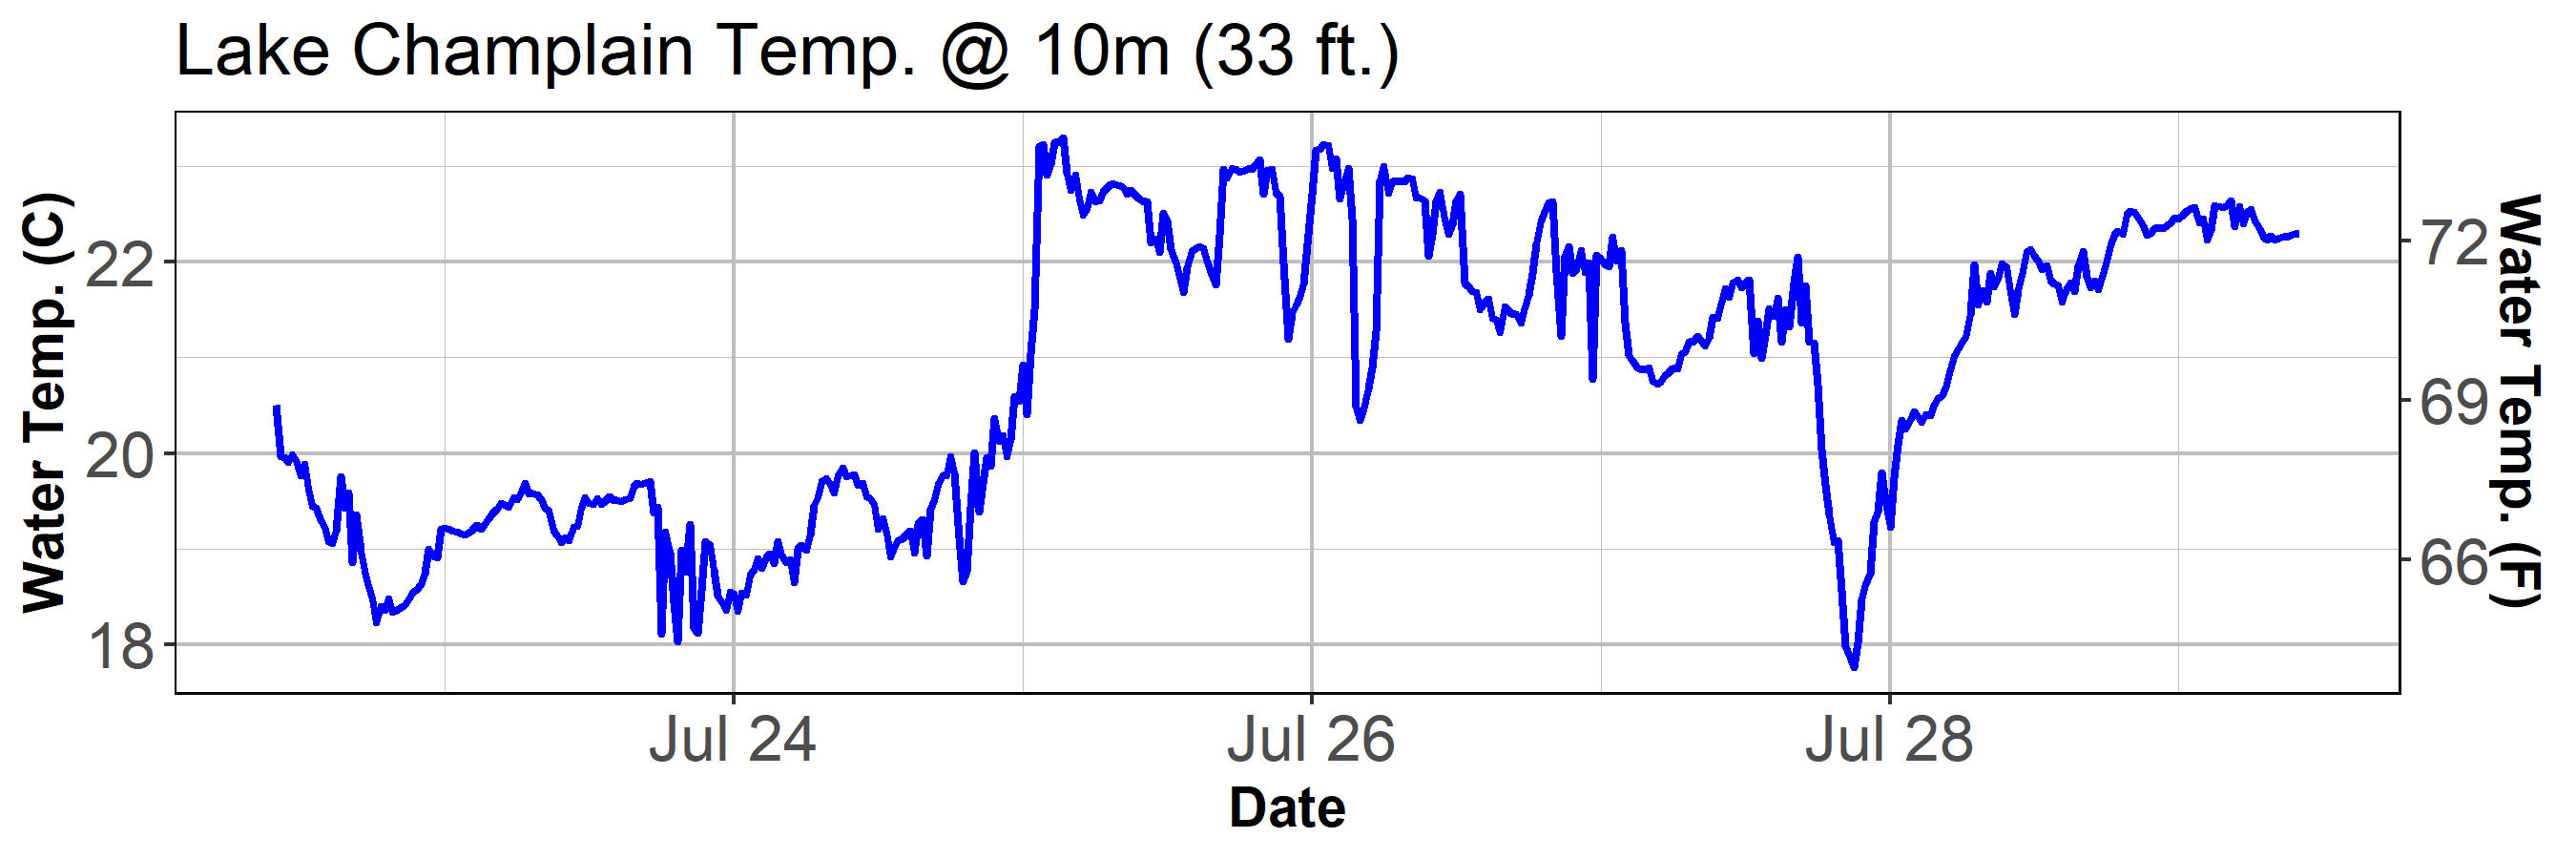 Lake Champlain Temp. @ 10m (33 ft.)
Water Temp. (C)
22
20
18
72
69
66
Water Temp. (F)
Jul 24
Jul 26
Jul 28
Date